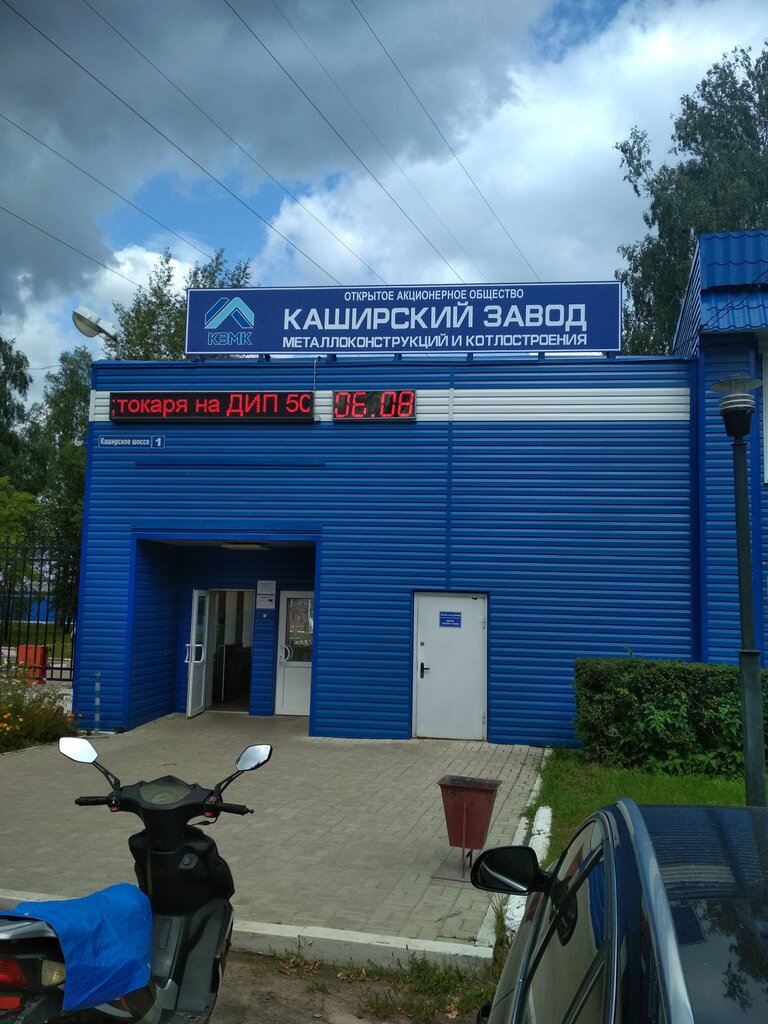 ОТКРЫТОЕ АКЦИОНЕРНОЕ ОБЩЕСТВО
КАШИРСКИЙ ЗАВОД
МЕТАЛЛОКОНСТРУКЦИЙ И КОТЛОСТРОЕНИЯ
КЗМК
;токаря на ДИП 50
06.08
Каширское шоссе 1